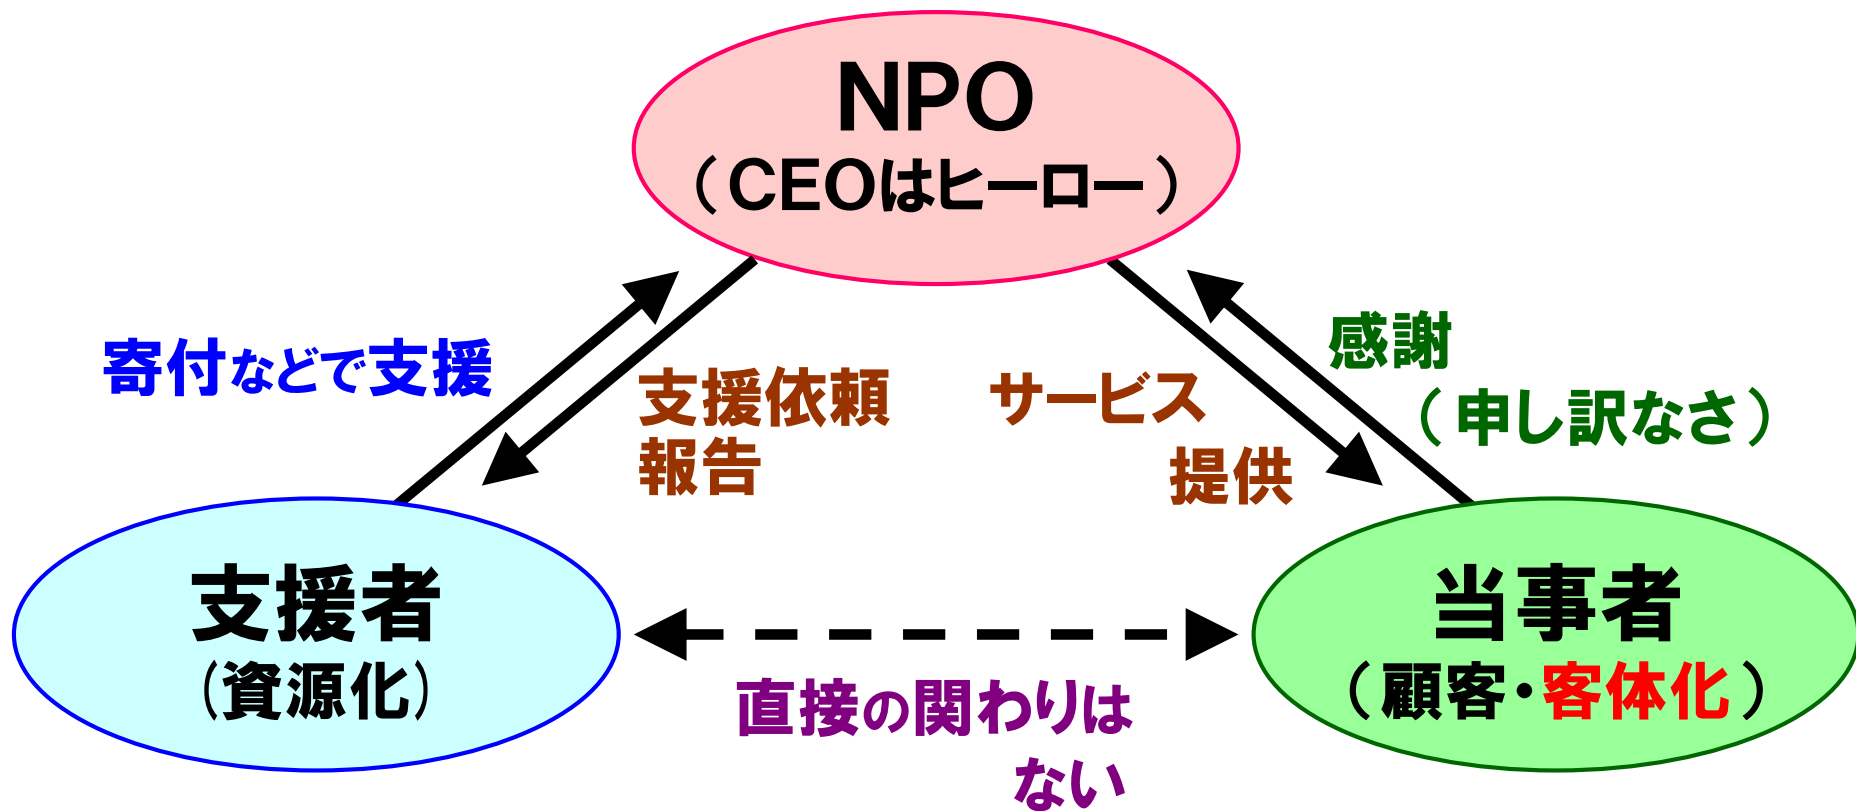 NPO
（CEOはヒーロー）
寄付などで支援
支援依頼
報告
サービス
提供
感謝
（申し訳なさ）
支援者
(資源化)
当事者
（顧客・客体化）
直接の関わりは
ない